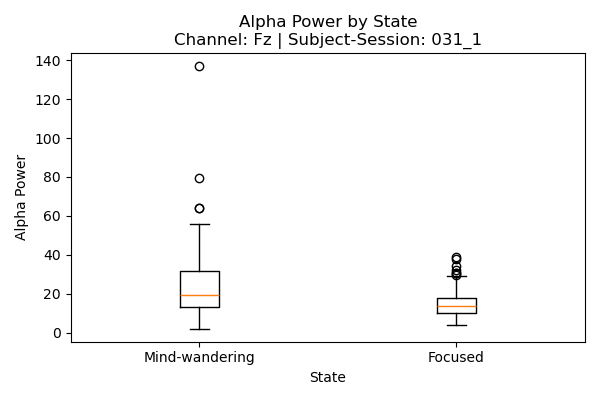 Alpha Power by State
Channel: Fz | Subject-Session: 031_1
140
120
100
80
60
40
20
0
Alpha Power
Mind-wandering
Focused
State